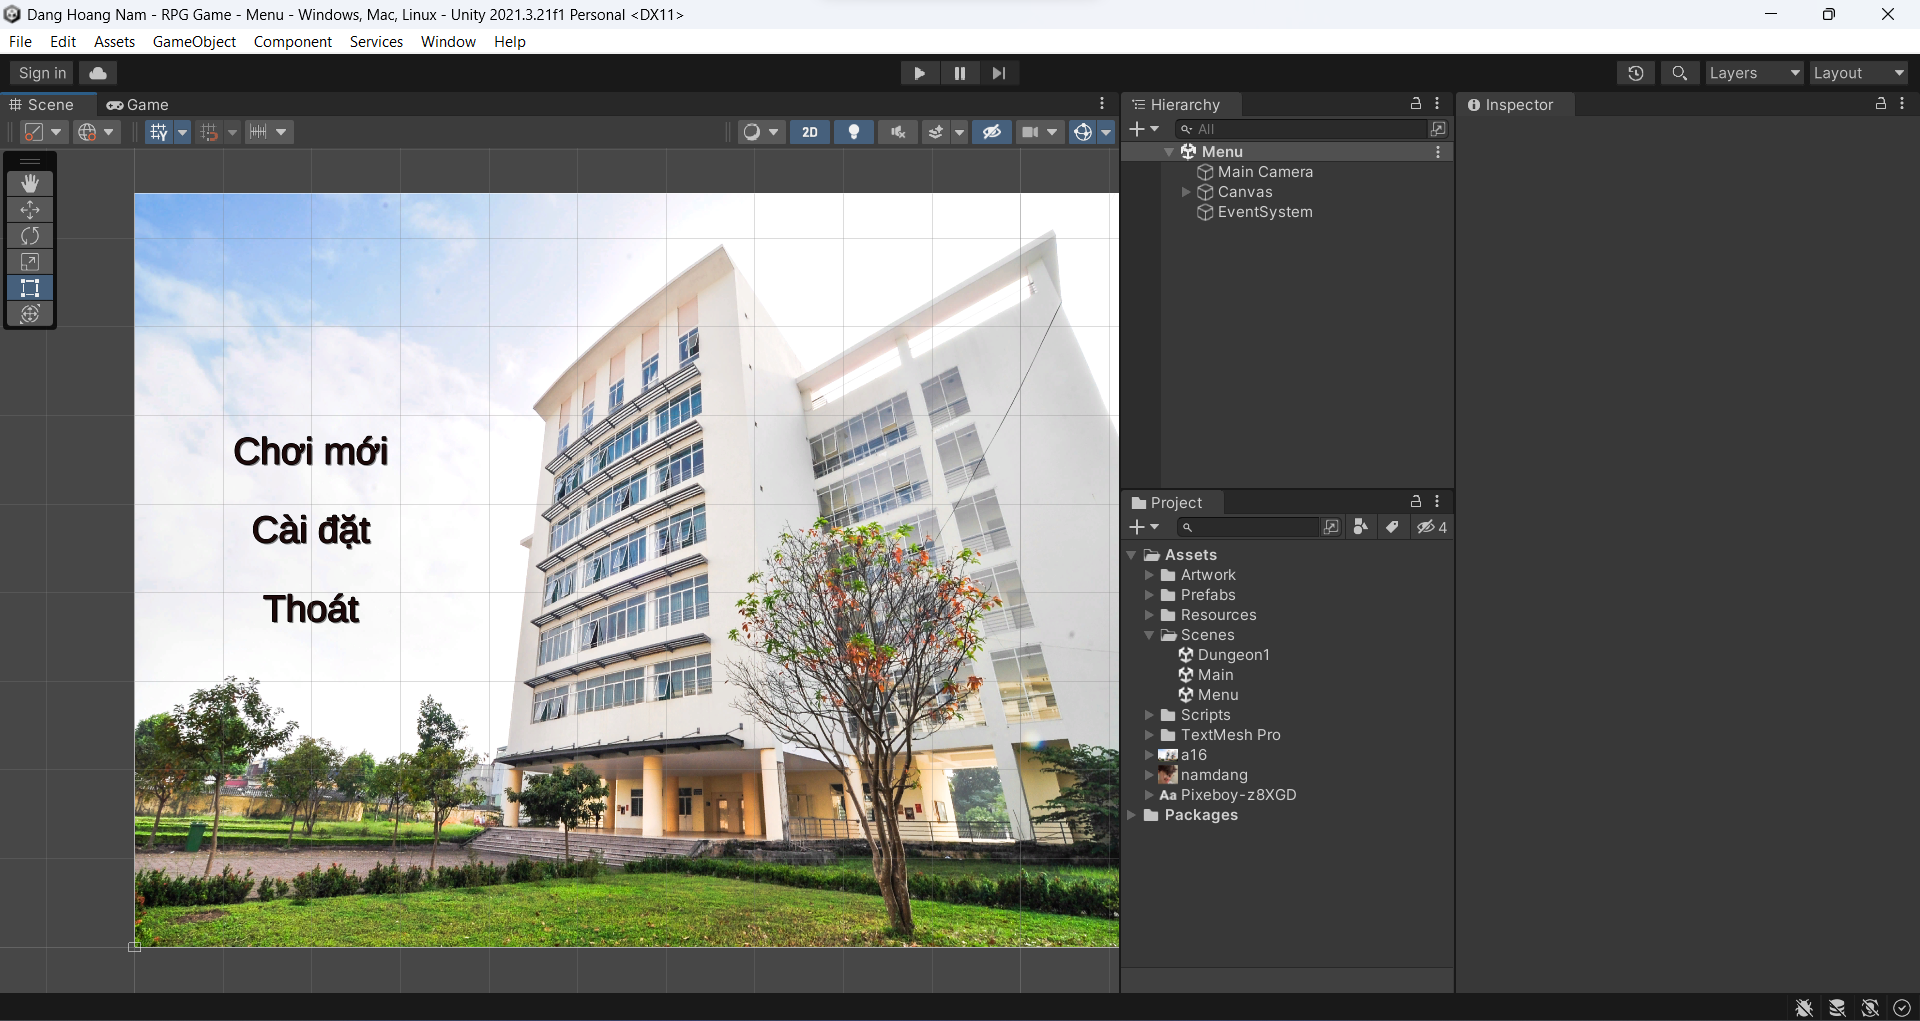 Dang Hoang Nam - RPG Game - Menu - Windows, Mac, Linux - Unity 2021.3.21f1 Personal <DX11>
File Edit Assets GameObject Component Services Window Help
Sign in
Layers
Layout
Scene
Game
2D
Chơi mới
Cài đặt
Thoát
Hierarchy
All
Menu
Main Camera
Canvas
EventSystem
Project
4
Assets
Artwork
Prefabs
Resources
Scenes
Dungeon1
Main
Menu
Scripts
TextMesh Pro
a16
namdang
Aa Pixeboy-z8XGD
Packages
Inspector